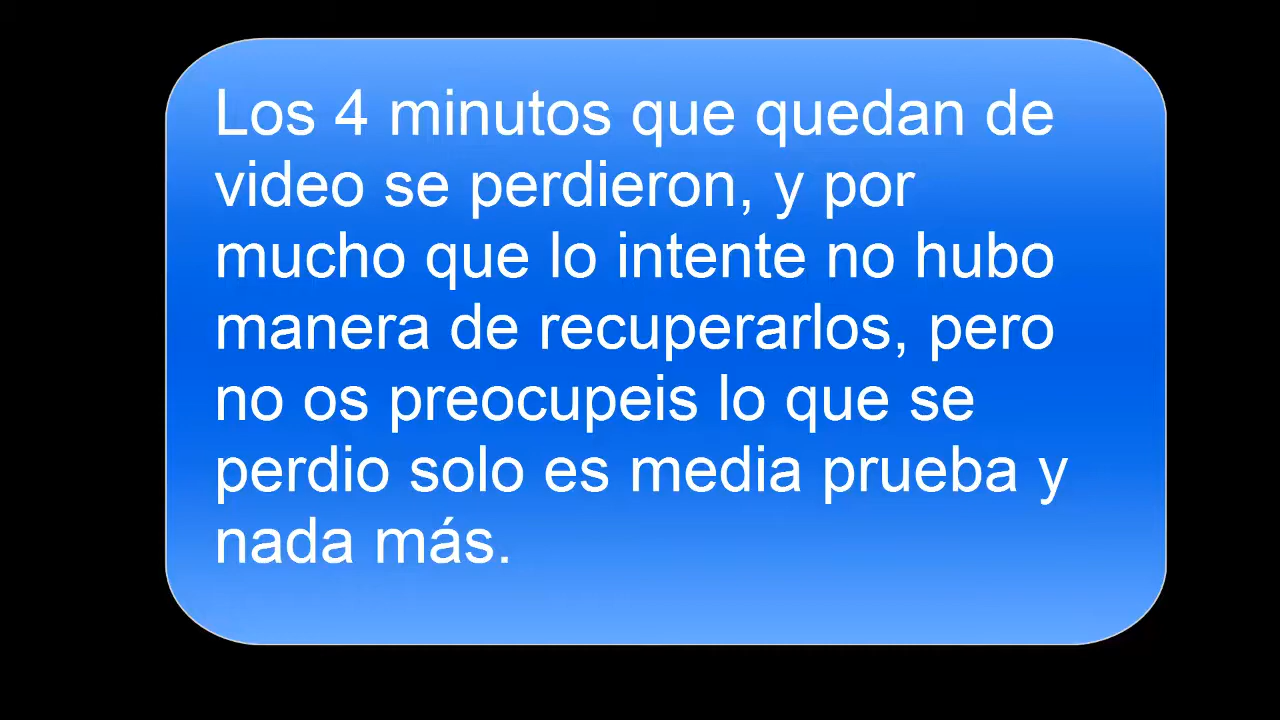 Los 4 minutos que quedan de
video se perdieron, y por
mucho que lo intente no hubo
manera de recuperarlos, pero
no os preocupeis lo que se
perdio solo es media prueba y
nada más.